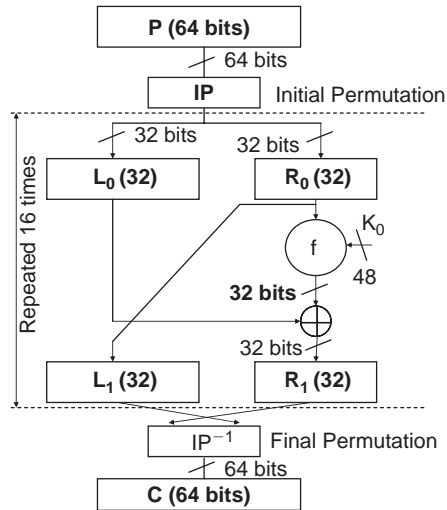 P (64 bits)
64 bits
IP
Initial Permutation
32 bits
32 bits
L₀ (32)
R₀ (32)
Repeated 16 times
K₀
f
48
32 bits
32 bits
L₁ (32)
R₁ (32)
IP⁻¹
Final Permutation
64 bits
C (64 bits)